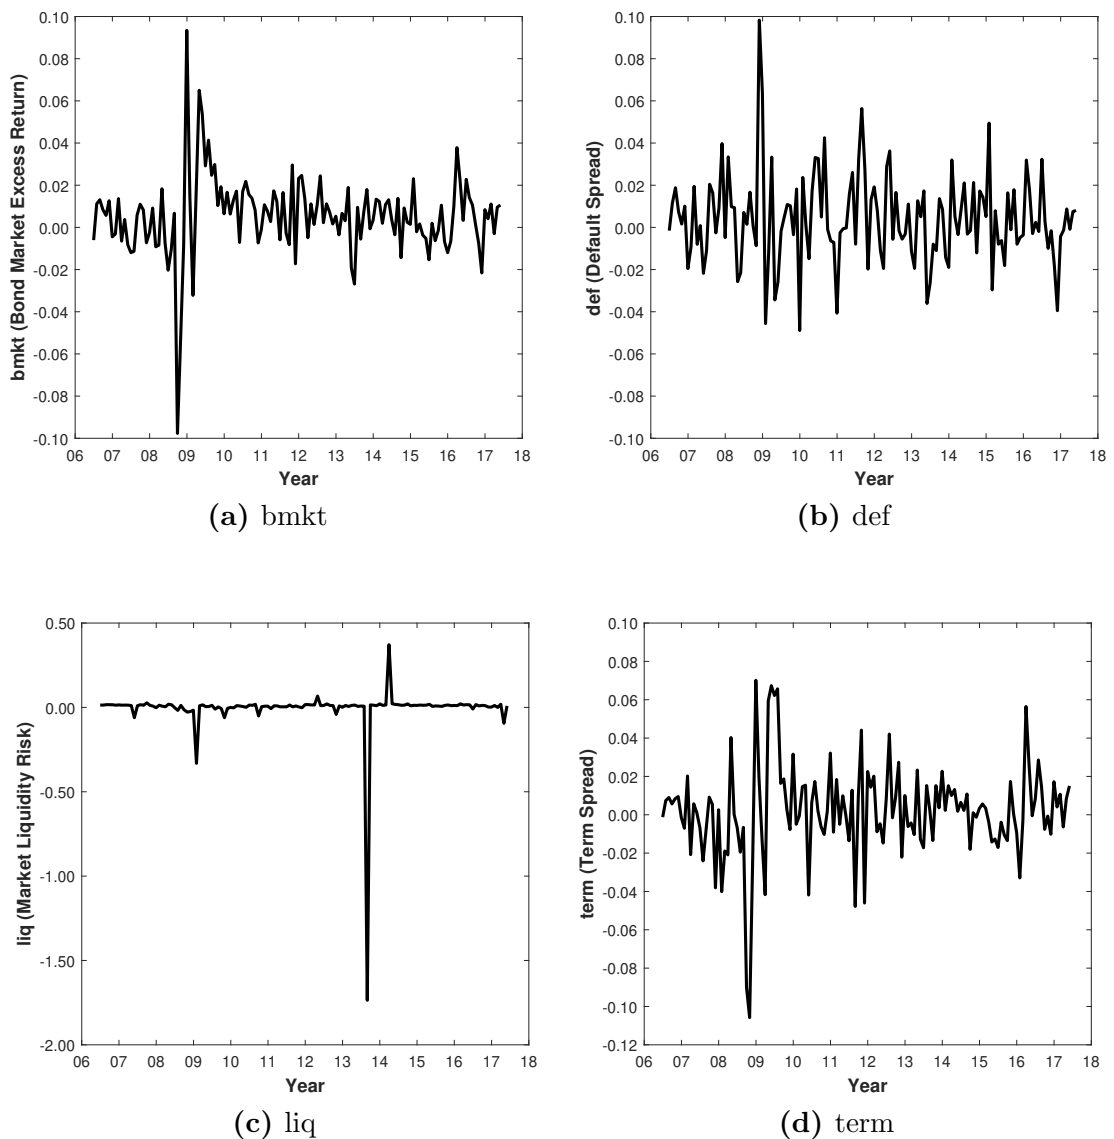 0.10
0.08
0.06
0.04
0.02
0.00
-0.02
-0.04
-0.06
-0.08
-0.10
06 07 08 09 10 11 12 13 14 15 16 17 18
Year
bmkt (Bond Market Excess Return)
(a) bmkt
0.10
0.08
0.06
0.04
0.02
0.00
-0.02
-0.04
-0.06
-0.08
-0.10
06 07 08 09 10 11 12 13 14 15 16 17 18
Year
def (Default Spread)
(b) def
0.50
0.00
-0.50
-1.00
-1.50
-2.00
06 07 08 09 10 11 12 13 14 15 16 17 18
Year
liq (Market Liquidity Risk)
(c) liq
0.10
0.08
0.06
0.04
0.02
0.00
-0.02
-0.04
-0.06
-0.08
-0.10
-0.12
06 07 08 09 10 11 12 13 14 15 16 17 18
Year
term (Term Spread)
(d) term